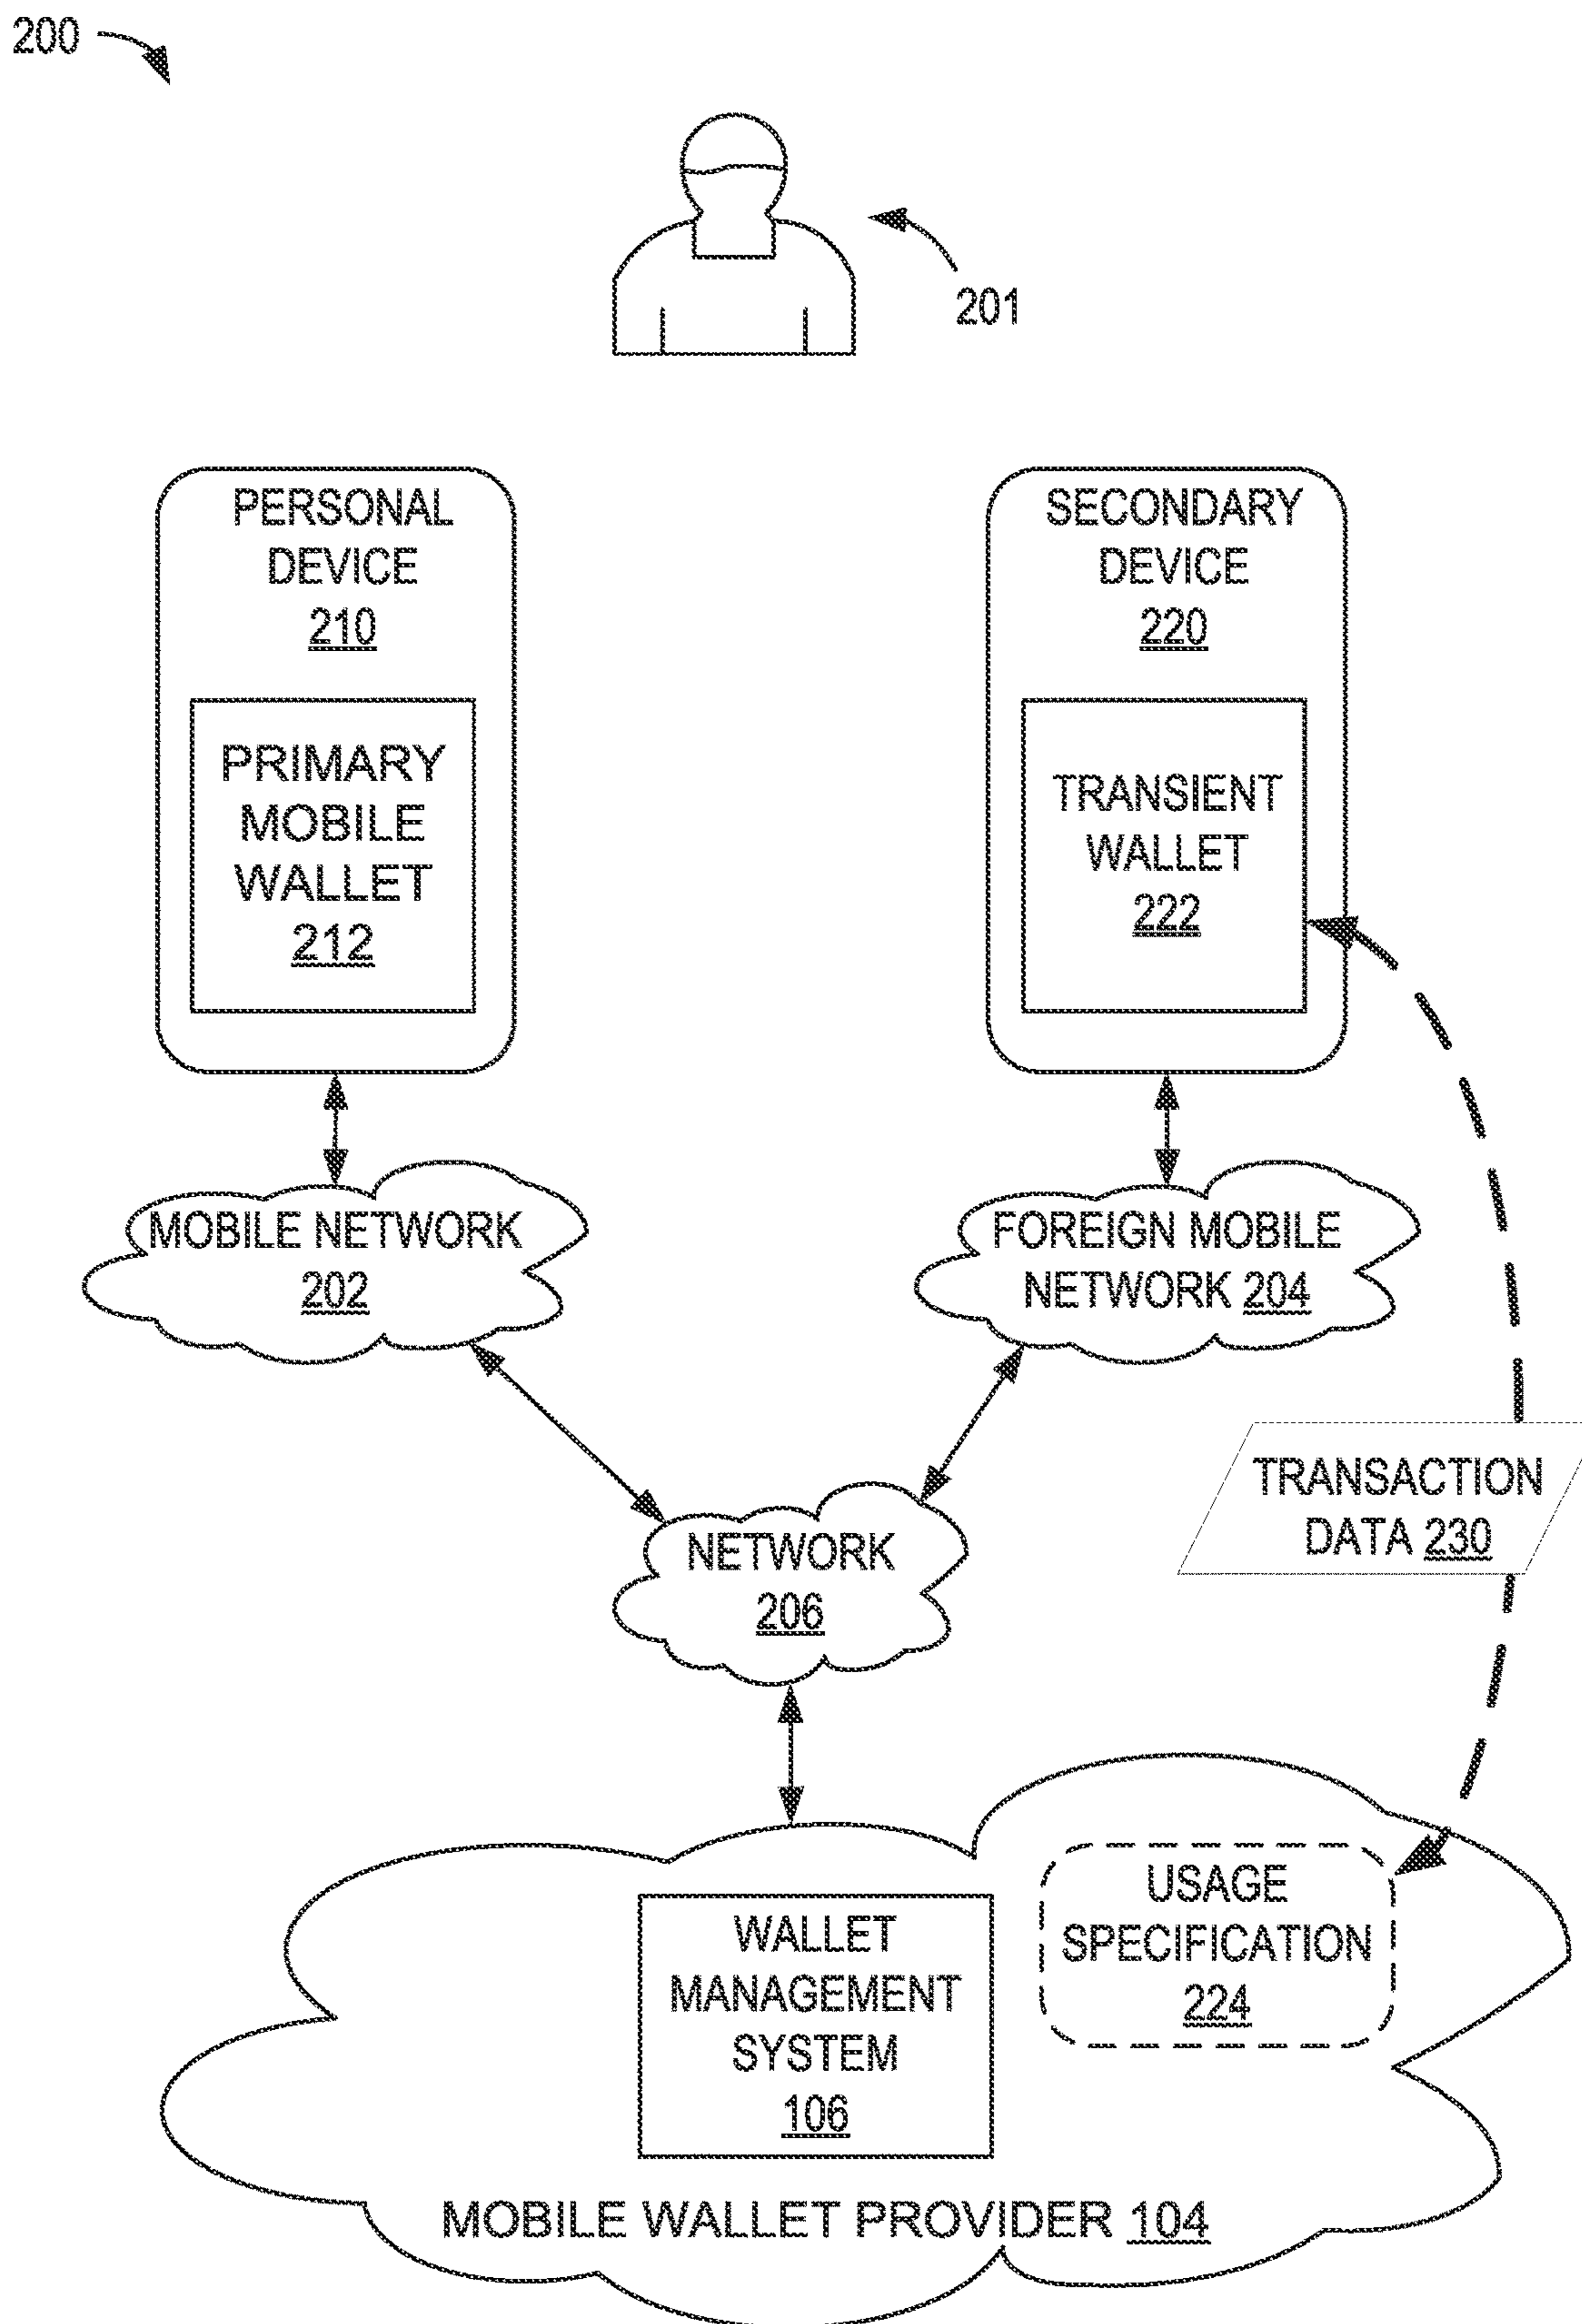 200
201
PERSONAL
DEVICE
210
PRIMARY
MOBILE
WALLET
212
SECONDARY
DEVICE
220
TRANSIENT
WALLET
222
MOBILE NETWORK
202
FOREIGN MOBILE
NETWORK 204
TRANSACTION
DATA 230
NETWORK
206
USAGE
SPECIFICATION
224
WALLET
MANAGEMENT
SYSTEM
106
MOBILE WALLET PROVIDER 104